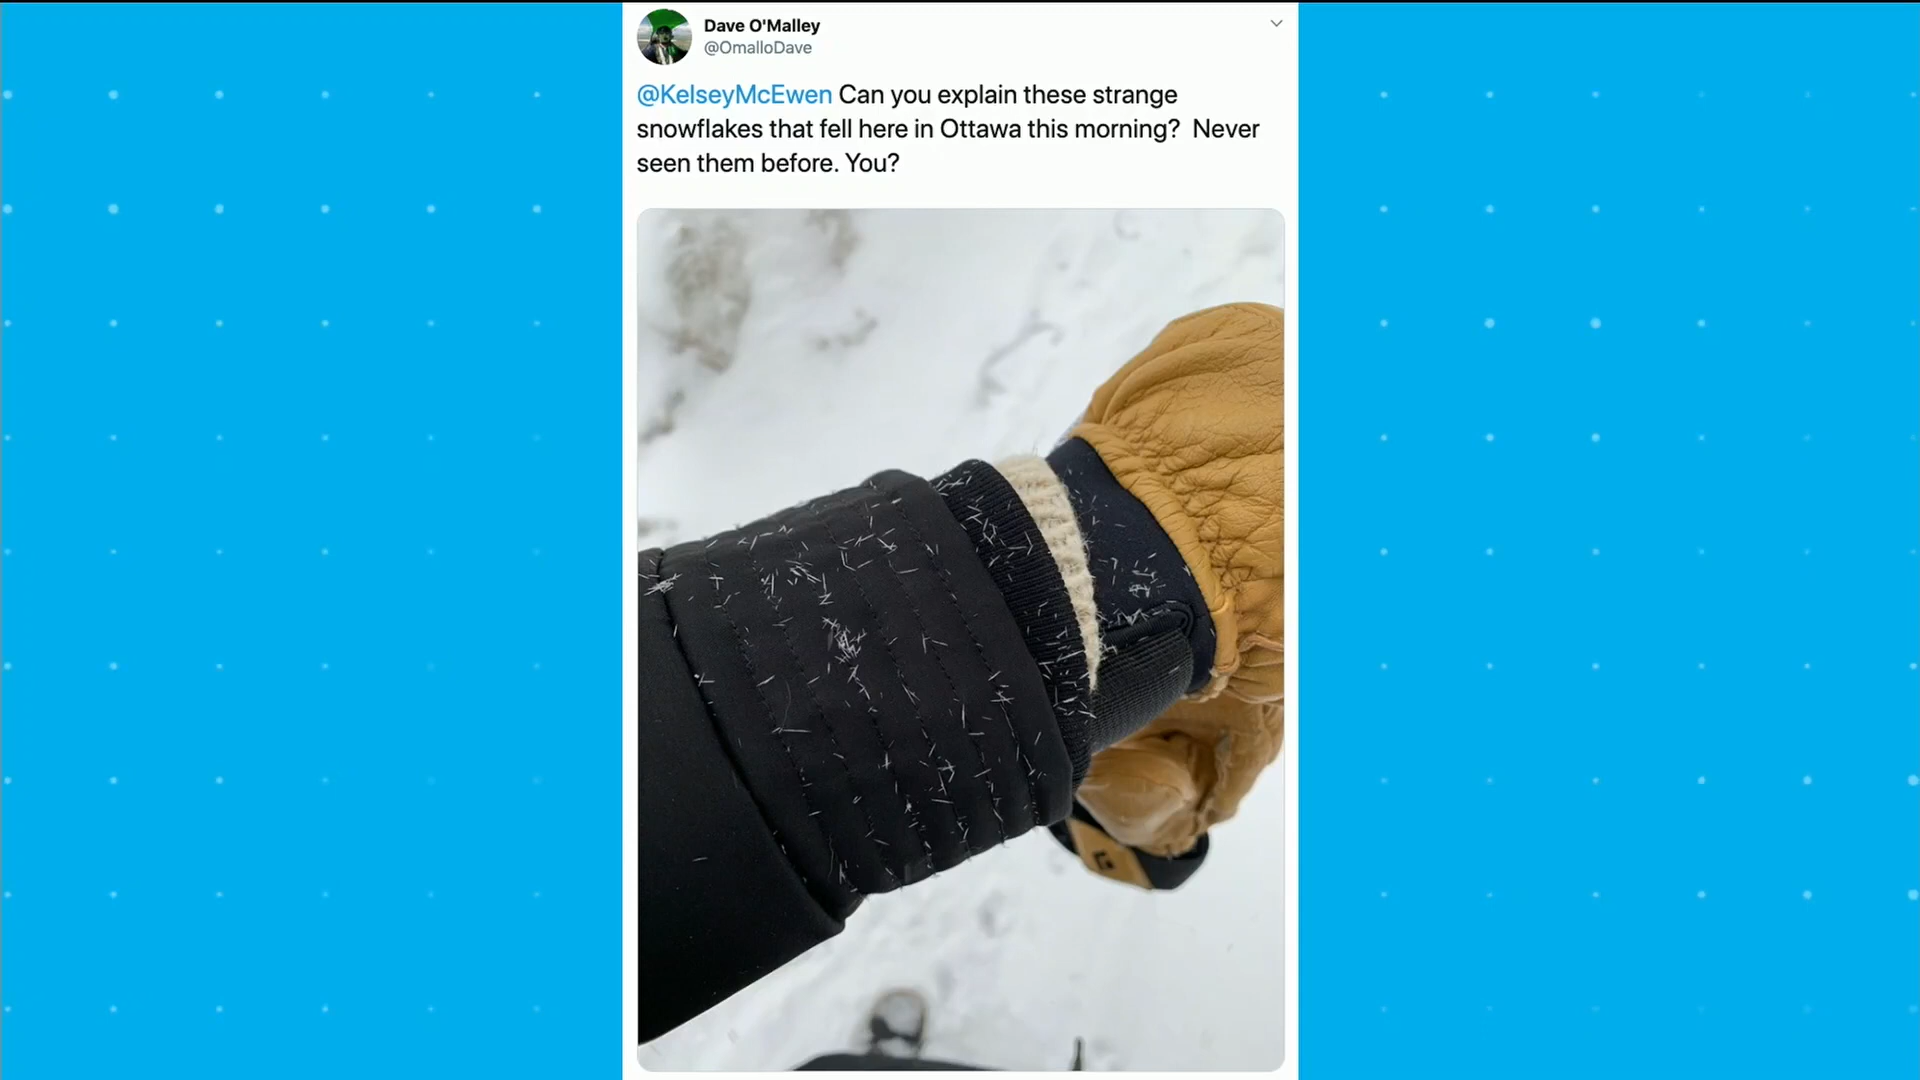 Dave O'Malley
@OmalloDave
@KelseyMcEwen Can you explain these strange
snowflakes that fell here in Ottawa this morning? Never
seen them before. You?